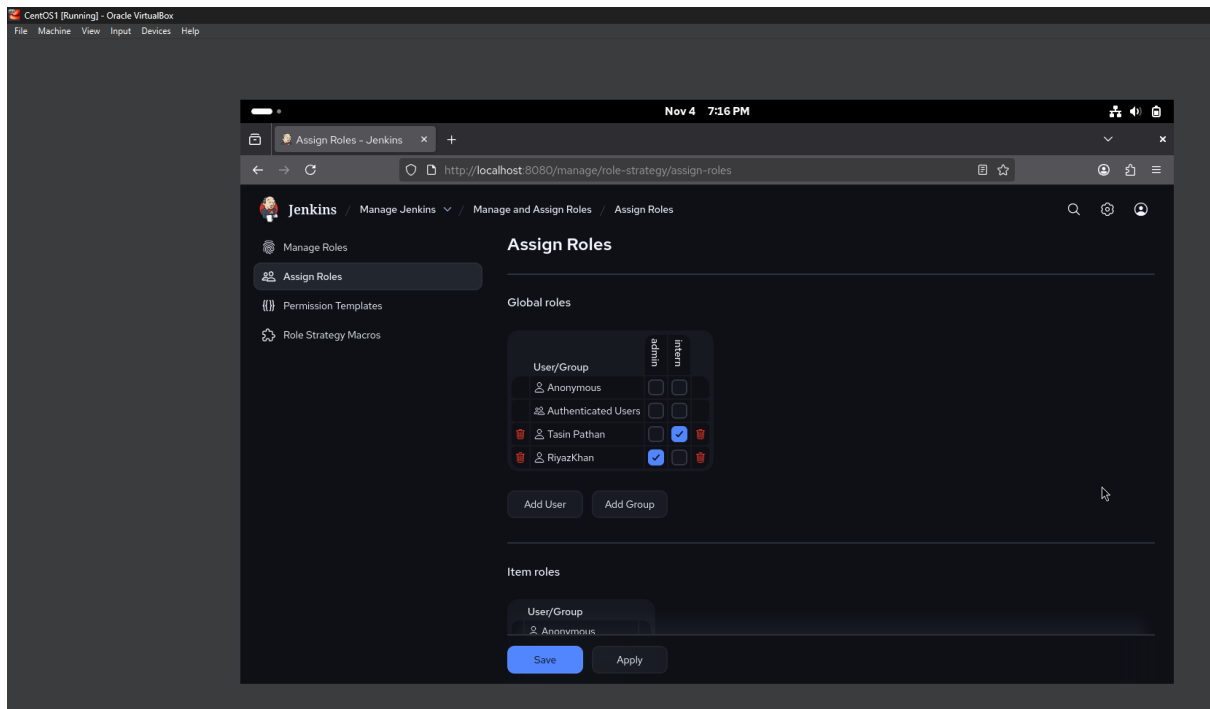 CentOS1 [Running] - Oracle VirtualBox
File Machine View Input Devices Help
Nov 4 7:16 PM
Assign Roles - Jenkins
http://localhost:8080/manage/role-strategy/assign-roles
Jenkins / Manage Jenkins / Manage and Assign Roles / Assign Roles
Manage Roles
Assign Roles
Permission Templates
Role Strategy Macros
Assign Roles
Global roles
User/Group admin intern
Anonymous
Authenticated Users
Tasin Pathan
RiyazKhan
Add User Add Group
Item roles
User/Group
Anonymous
Save Apply